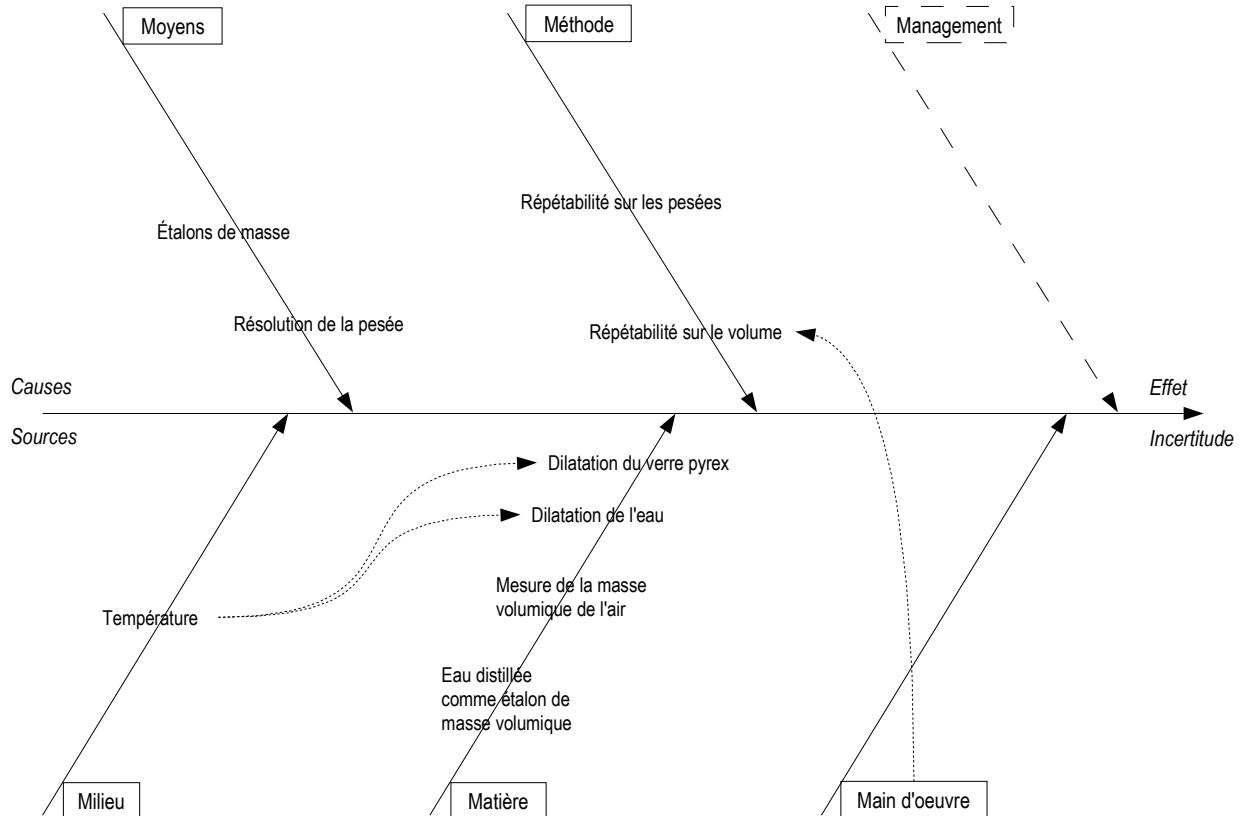 Moyens
Méthode
Management
Répétabilité sur les pesées
Étalons de masse
Résolution de la pesée
Répétabilité sur le volume
Causes
Effet
Sources
Incertitude
Dilatation du verre pyrex
Dilatation de l'eau
Mesure de la masse
volumique de l'air
Température
Eau distillée
comme étalon de
masse volumique
Milieu
Matière
Main d'oeuvre